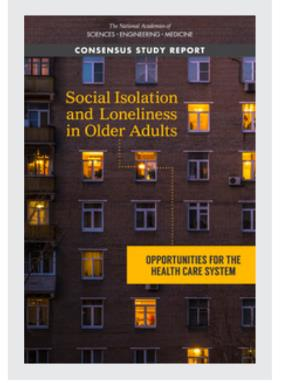 The National Academies of
SCIENCES • ENGINEERING • MEDICINE
CONSENSUS STUDY REPORT
Social Isolation
and Loneliness
in Older Adults
OPPORTUNITIES FOR THE
HEALTH CARE SYSTEM